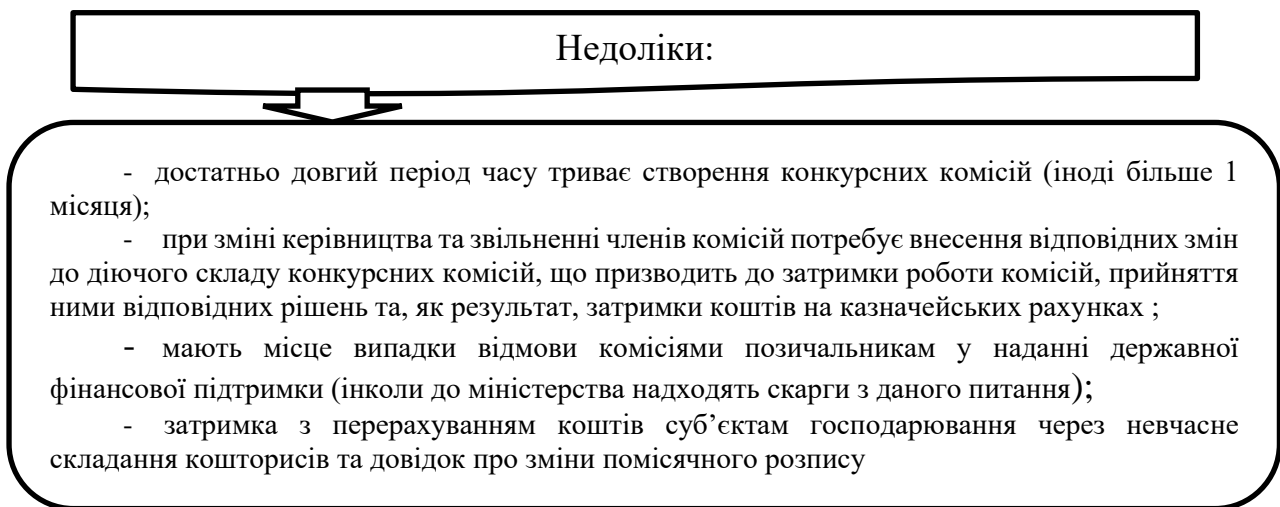 Недоліки:
- достатньо довгий період часу триває створення конкурсних комісій (іноді більше 1
місяця);
- при зміні керівництва та звільненні членів комісій потребує внесення відповідних змін
до діючого складу конкурсних комісій, що призводить до затримки роботи комісій, прийняття
ними відповідних рішень та, як результат, затримки коштів на казначейських рахунках ;
- мають місце випадки відмови комісіями позичальникам у наданні державної
фінансової підтримки (інколи до міністерства надходять скарги з даного питання);
- затримка з перерахуванням коштів суб’єктам господарювання через невчасне
складання кошторисів та довідок про зміни помісячного розпису